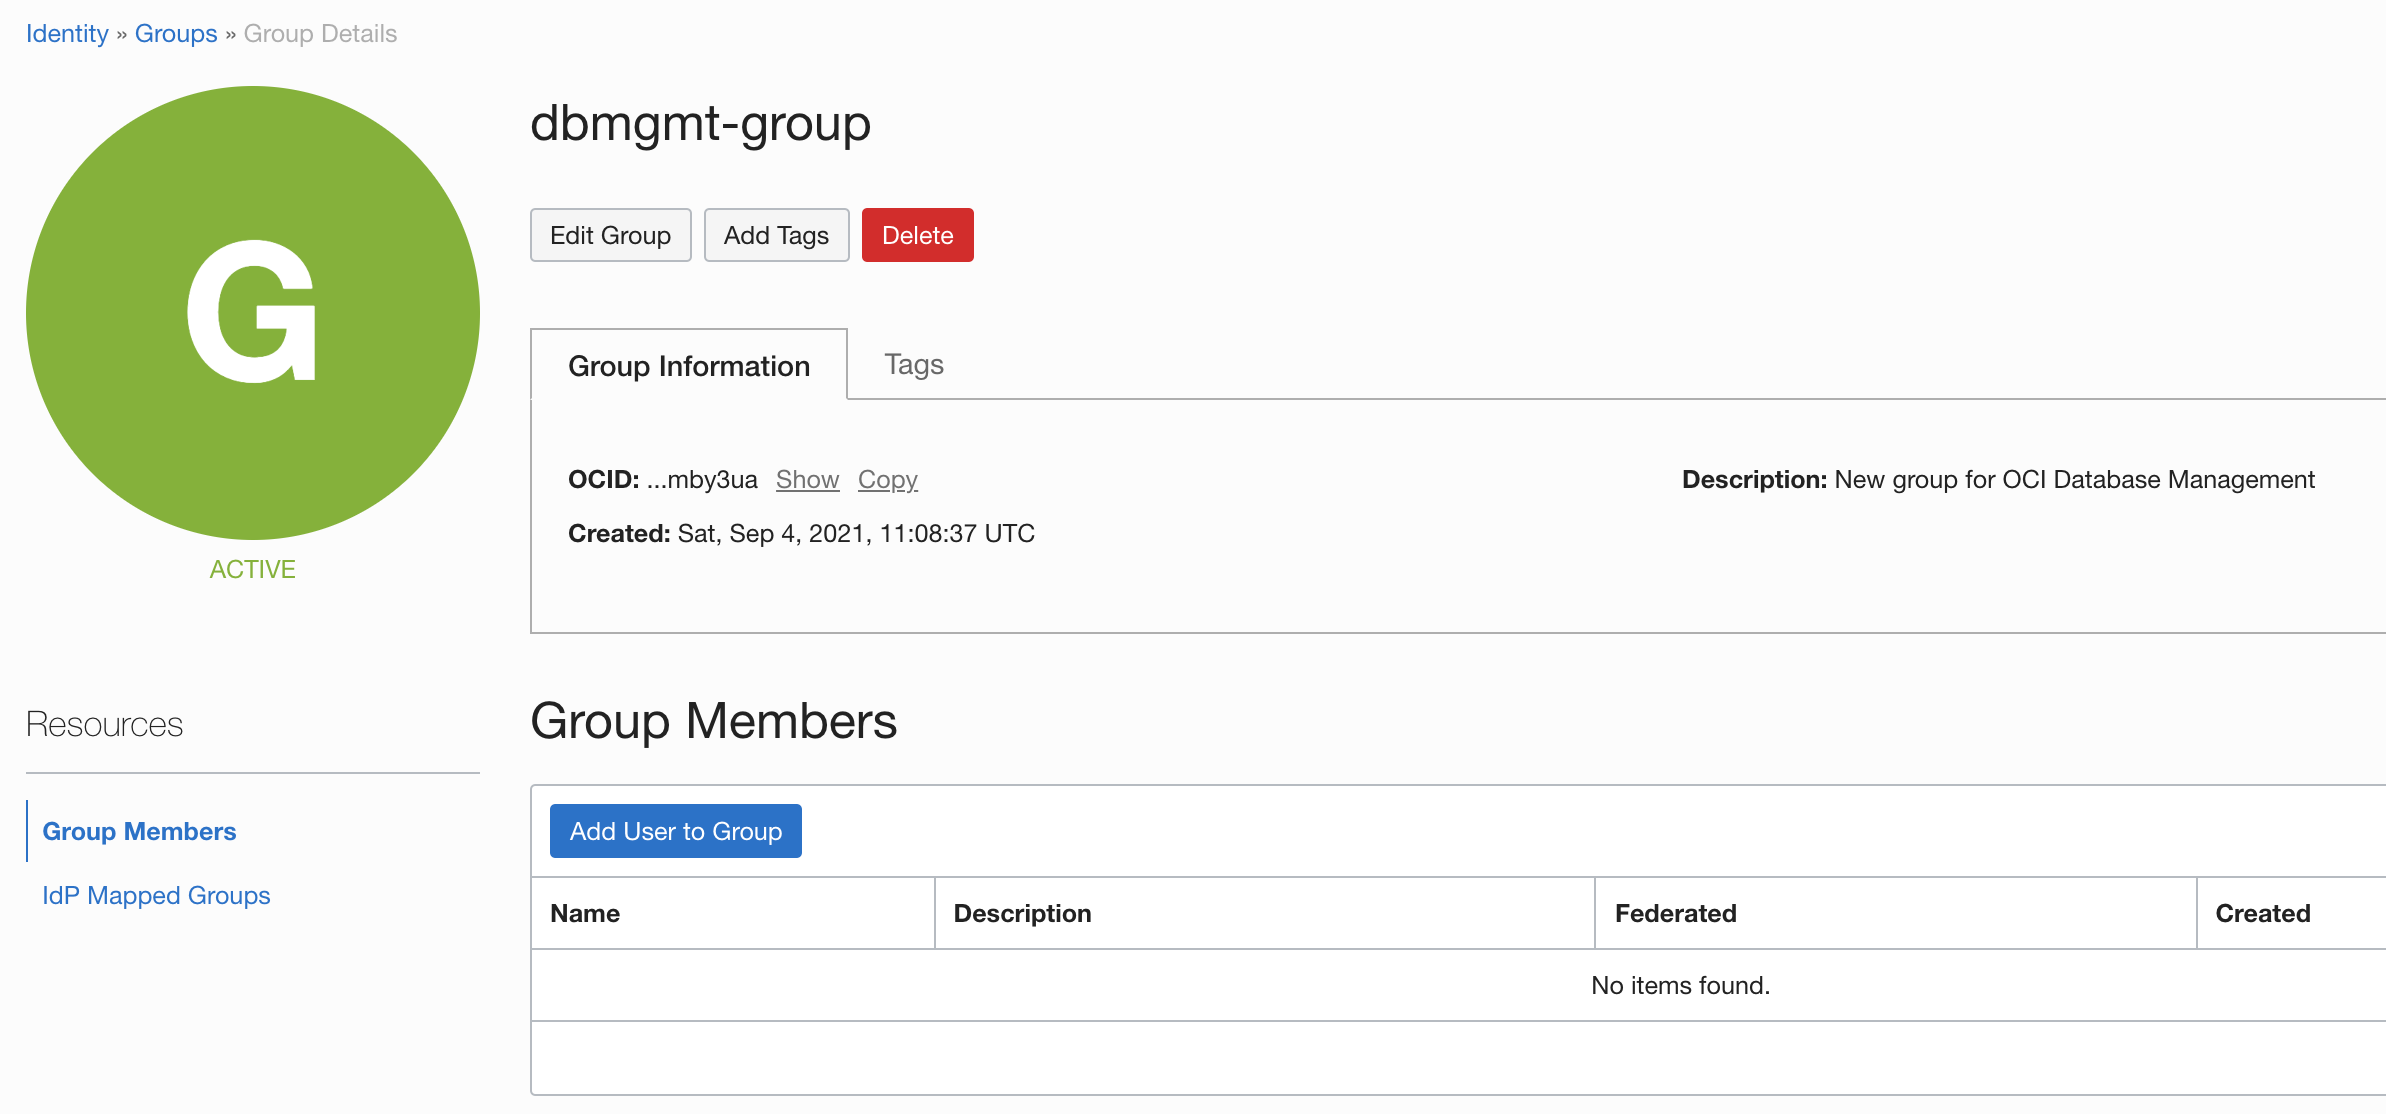 Identity » Groups » Group Details
G
ACTIVE
dbmgmt-group
Edit Group Add Tags Delete
Group Information Tags
OCID: ...mby3ua Show Copy
Description: New group for OCI Database Management
Created: Sat, Sep 4, 2021, 11:08:37 UTC
Resources
Group Members
IdP Mapped Groups
Group Members
Add User to Group
Name Description Federated Created
No items found.